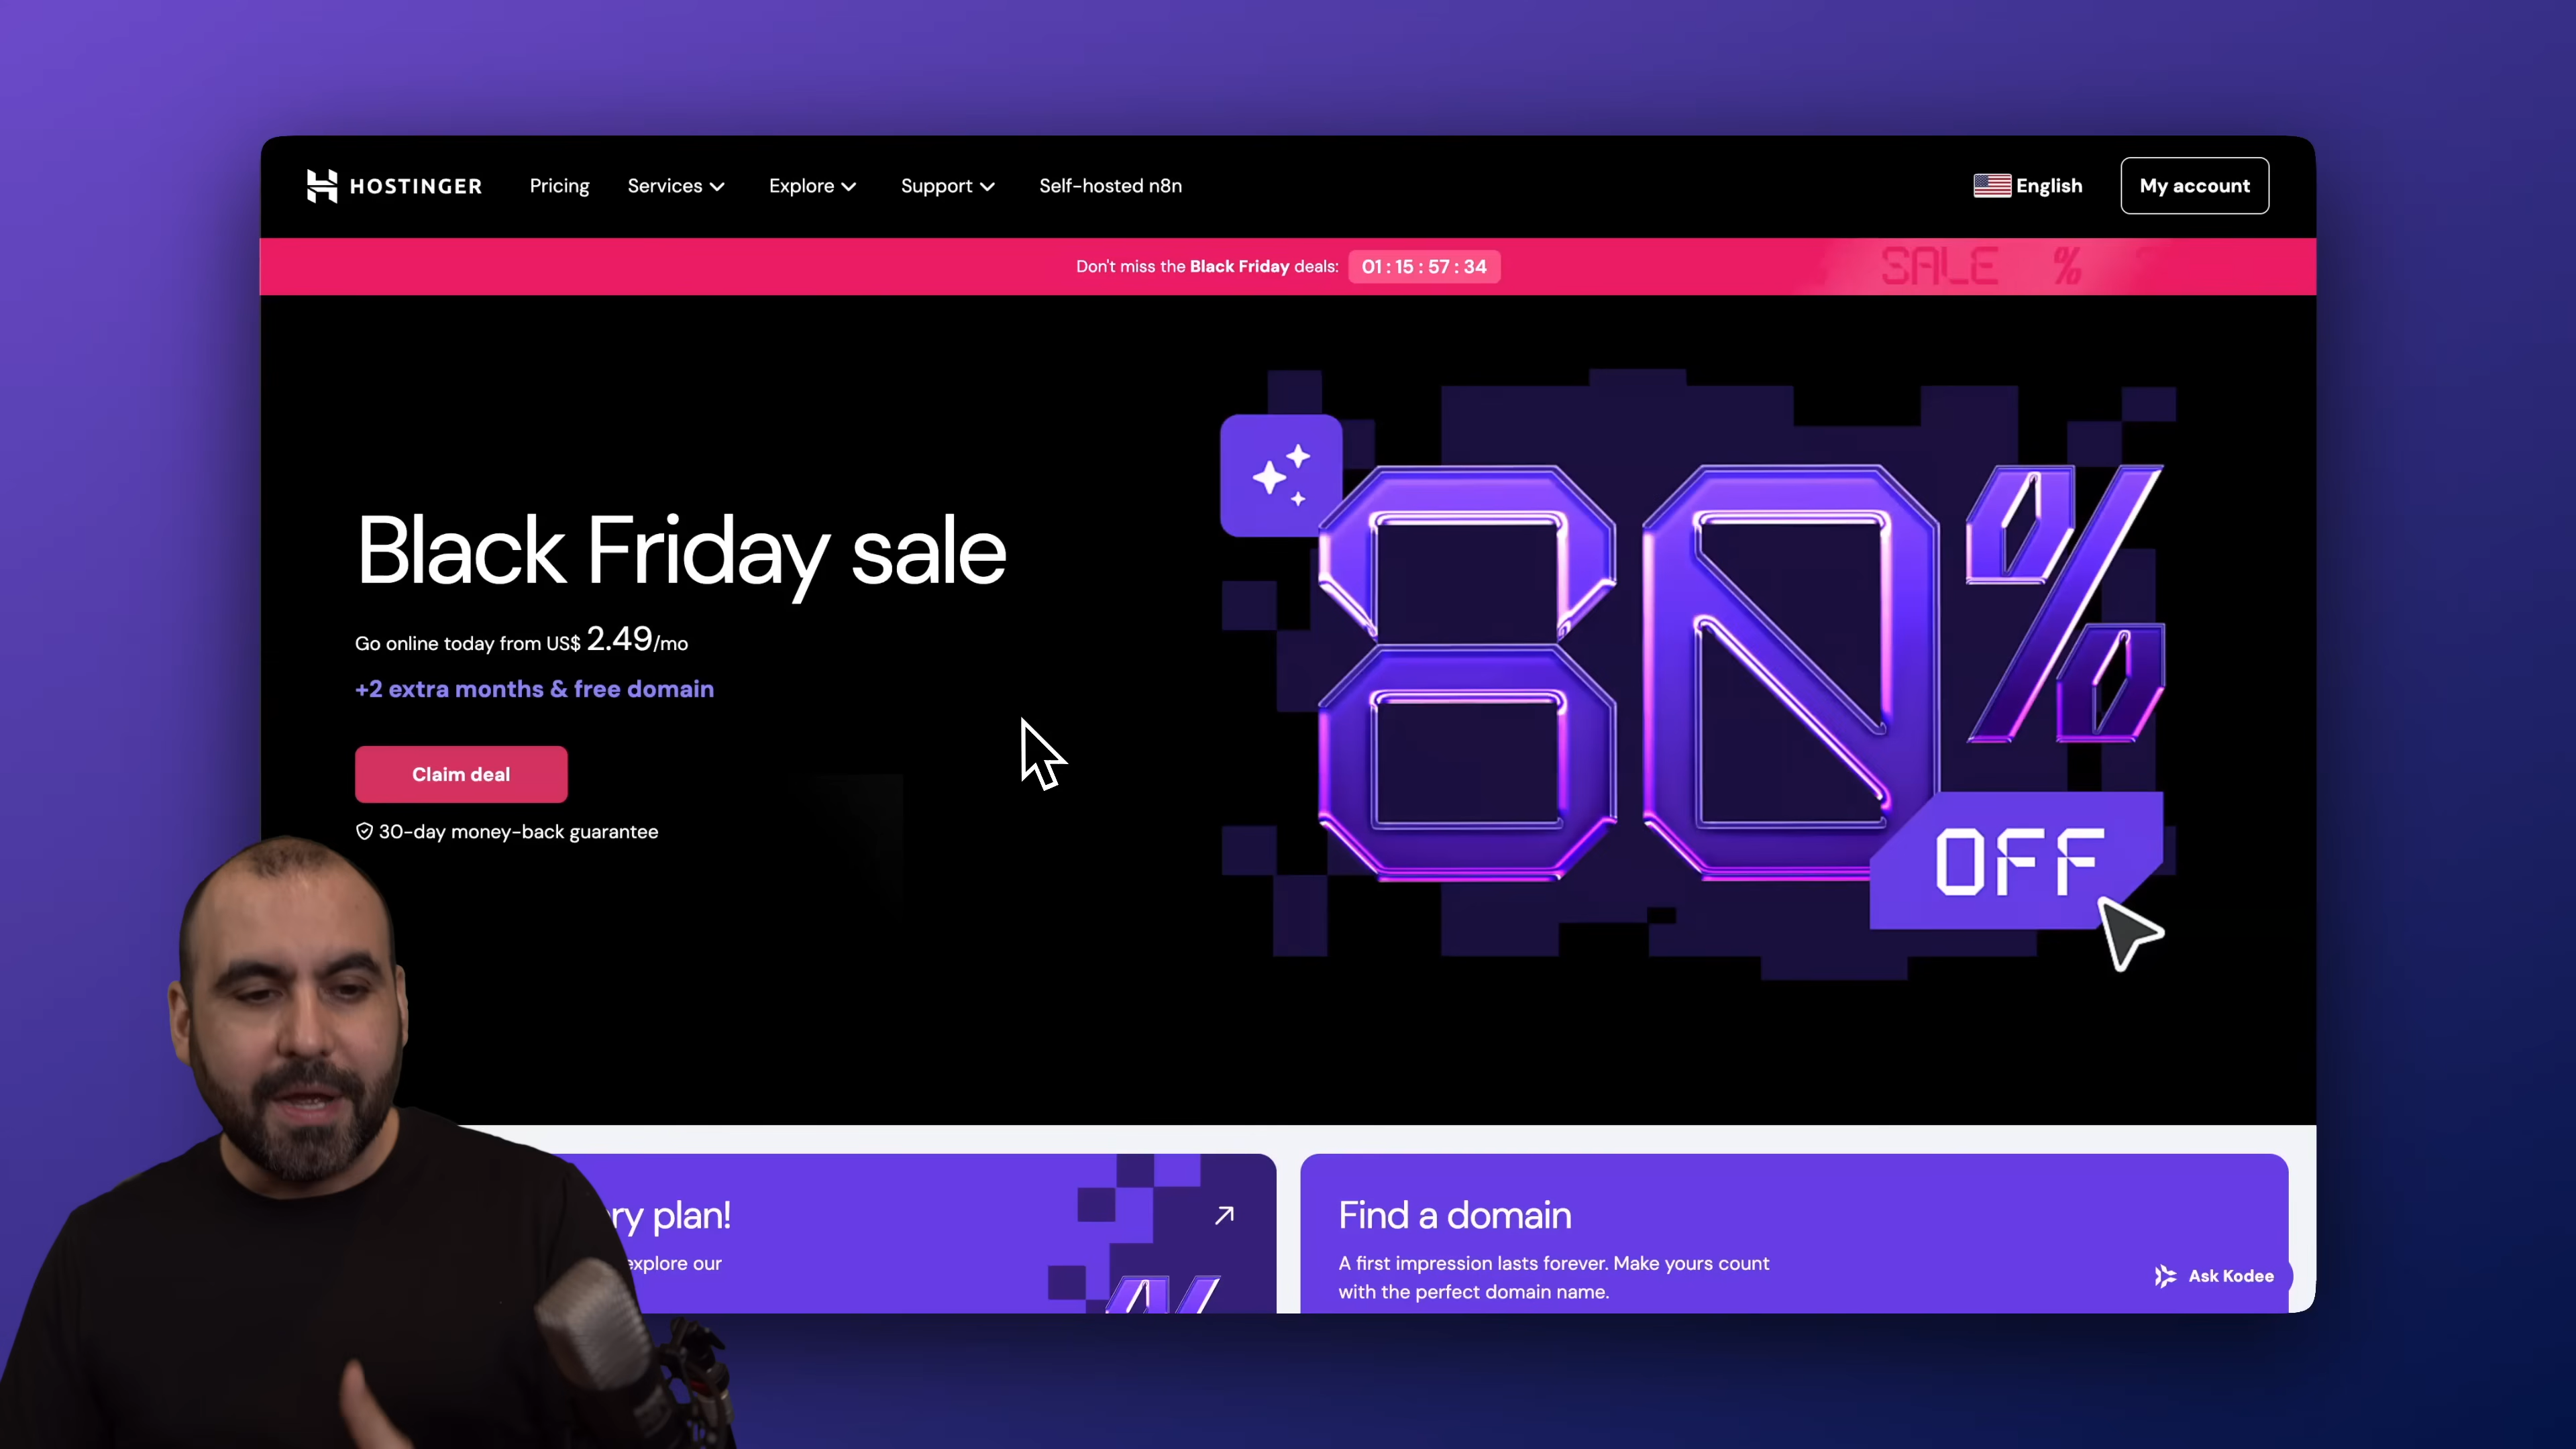 HOSTINGER
Pricing
Services
Explore
Support
Self-hosted n8n
English
My account
Don't miss the Black Friday deals: 01 : 15 : 57 : 34
SALE %
Black Friday sale
Go online today from US$ 2.49/mo
+2 extra months & free domain
Claim deal
30-day money-back guarantee
80%
OFF
plan!
explore our
Find a domain
A first impression lasts forever. Make yours count
with the perfect domain name.
Ask Kodee